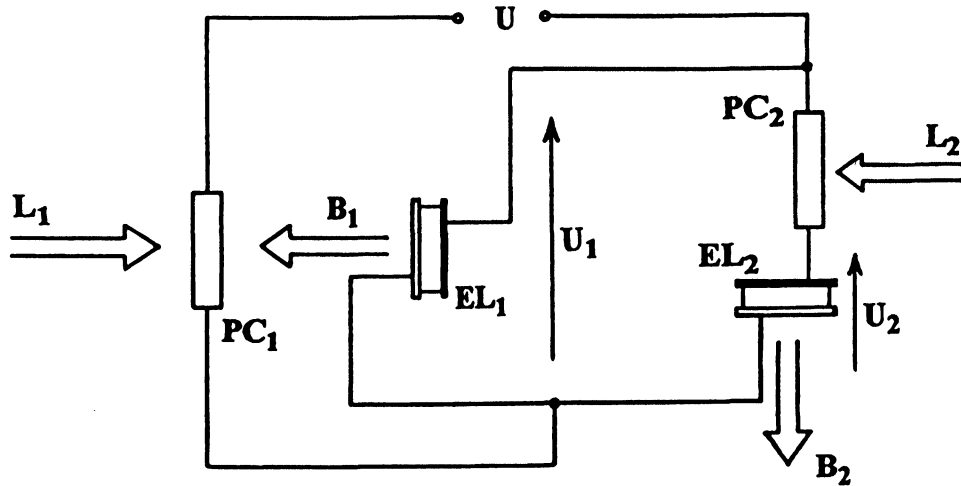 U
PC₂
L₂
L₁
B₁
U₁
EL₂
EL₁
U₂
PC₁
B₂